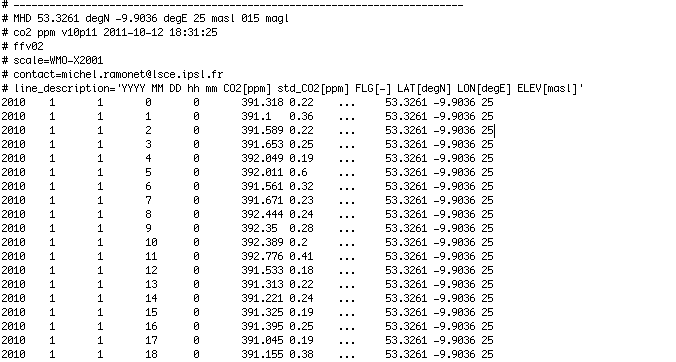 # ----------------------------------------------------------------
# MHD 53.3261 degN -9.9036 degE 25 masl 015 magl
# co2 ppm v10p11 2011-10-12 18:31:25
# ffv02
# scale=WMO-X2001
# contact=michel.ramonet@lsce.ipsl.fr
# line_description='YYYY MM DD hh mm CO2[ppm] std_CO2[ppm] FLG[-] LAT[degN] LON[degE] ELEV[masl]'
2010 1 1 0 0 391.318 0.22 ... 53.3261 -9.9036 25
2010 1 1 1 0 391.1 0.36 ... 53.3261 -9.9036 25
2010 1 1 2 0 391.589 0.22 ... 53.3261 -9.9036 25
2010 1 1 3 0 391.653 0.25 ... 53.3261 -9.9036 25
2010 1 1 4 0 392.049 0.19 ... 53.3261 -9.9036 25
2010 1 1 5 0 392.011 0.6 ... 53.3261 -9.9036 25
2010 1 1 6 0 391.561 0.32 ... 53.3261 -9.9036 25
2010 1 1 7 0 391.671 0.23 ... 53.3261 -9.9036 25
2010 1 1 8 0 392.444 0.24 ... 53.3261 -9.9036 25
2010 1 1 9 0 392.35 0.28 ... 53.3261 -9.9036 25
2010 1 1 10 0 392.389 0.2 ... 53.3261 -9.9036 25
2010 1 1 11 0 392.776 0.41 ... 53.3261 -9.9036 25
2010 1 1 12 0 391.533 0.18 ... 53.3261 -9.9036 25
2010 1 1 13 0 391.313 0.22 ... 53.3261 -9.9036 25
2010 1 1 14 0 391.221 0.24 ... 53.3261 -9.9036 25
2010 1 1 15 0 391.325 0.19 ... 53.3261 -9.9036 25
2010 1 1 16 0 391.395 0.25 ... 53.3261 -9.9036 25
2010 1 1 17 0 391.045 0.19 ... 53.3261 -9.9036 25
2010 1 1 18 0 391.155 0.38 ... 53.3261 -9.9036 25